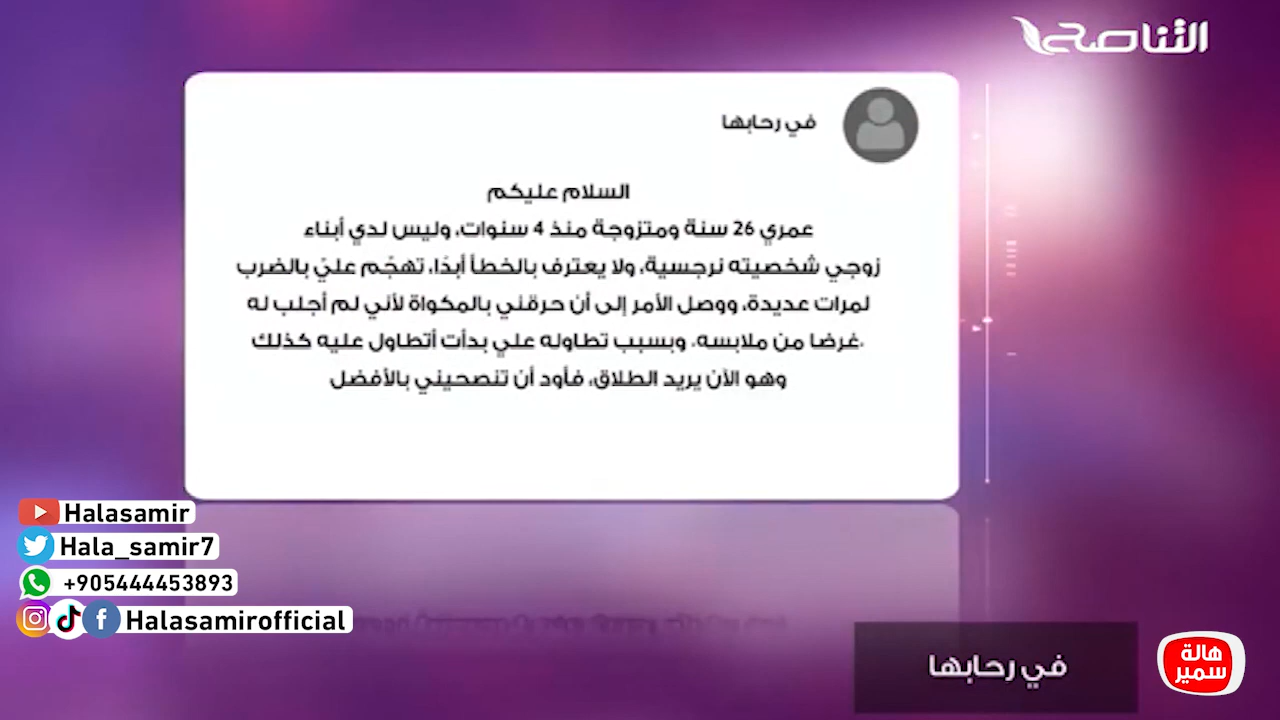 الناصح
في رحابها
السلام عليكم
عمري 26 سنة ومتزوجة منذ 4 سنوات، وليس لدي أبناء
زوجي شخصيته نرجسية، ولا يعترف بالخطأ أبدًا، تهجّم عليّ بالضرب
لمرات عديدة، ووصل الأمر إلى أن حرقني بالمكواة لأني لم أجلب له
.غرضا من ملابسه. وبسبب تطاوله علي بدأت أتطاول عليه كذلك
وهو الآن يريد الطلاق، فأود أن تنصحيني بالأفضل
Halasamir
Hala_samir7
+905444453893
Halasamirofficial
في رحابها
هالة
سمير